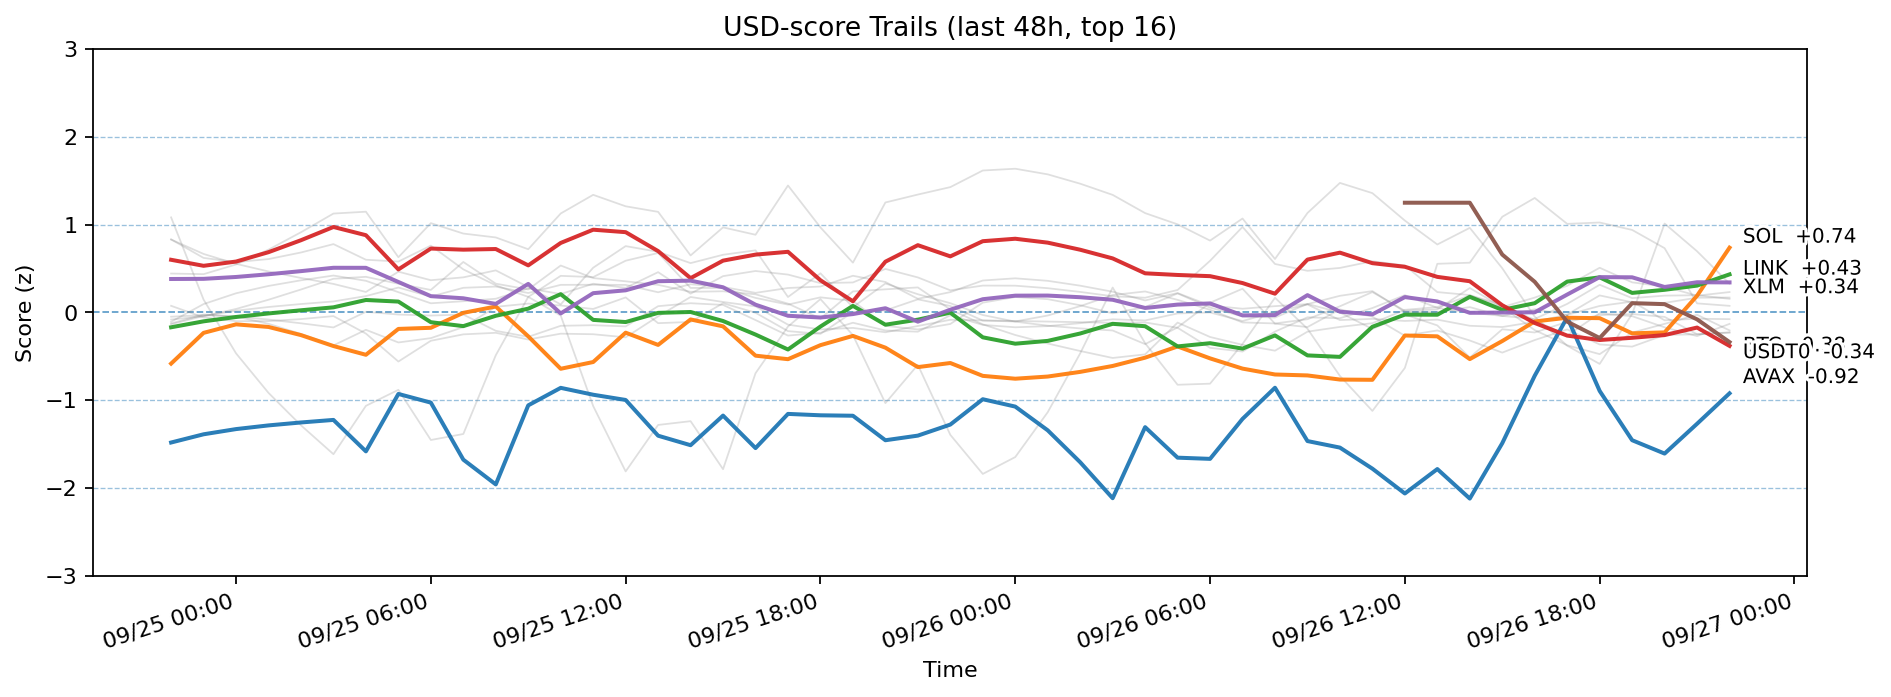 USD-score Trails (last 48h, top 16)
Score (z)
3
2
1
0
−1
−2
−3
SOL +0.74
LINK +0.43
XLM +0.34
USDT0 -0.34
AVAX -0.92
09/25 00:00
09/25 06:00
09/25 12:00
09/25 18:00
09/26 00:00
09/26 06:00
09/26 12:00
09/26 18:00
09/27 00:00
Time